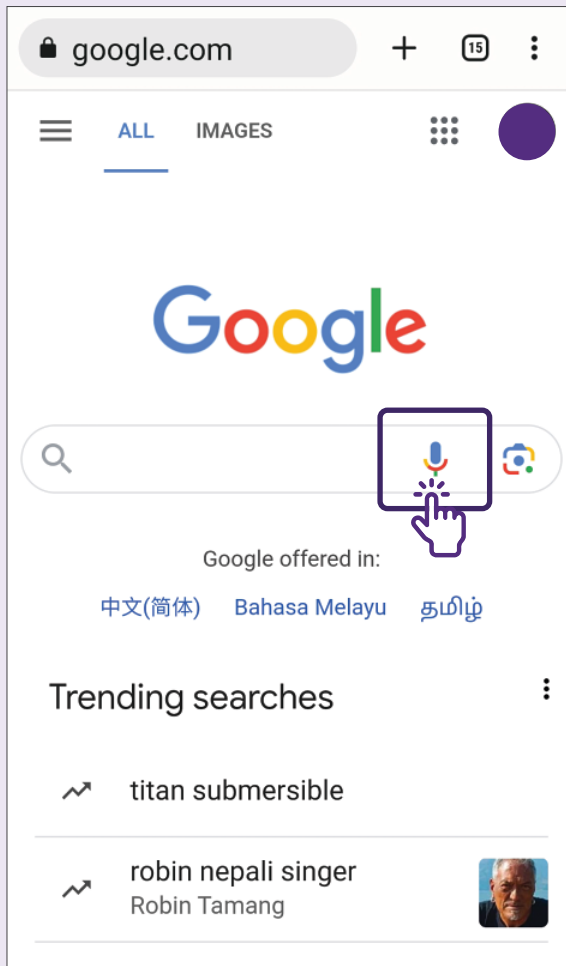 google.com + 15
ALL IMAGES
Google
Google offered in:
中文(简体) Bahasa Melayu தமிழ்
Trending searches
titan submersible
robin nepali singer
Robin Tamang